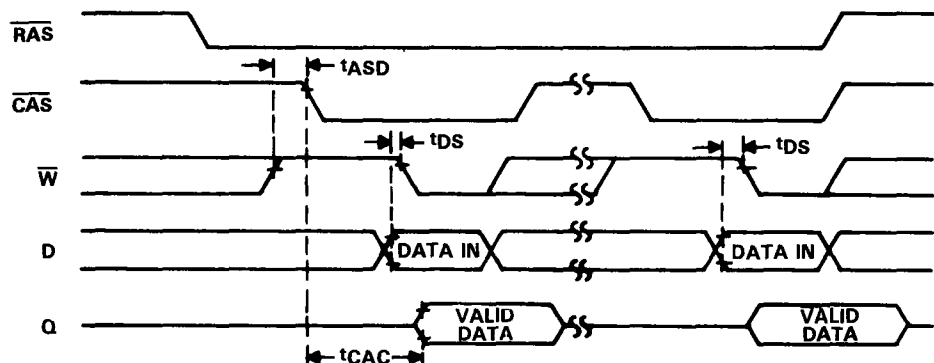 RAS
tASD
CAS
tDS
tDS
W
D
DATA IN
DATA IN
Q
VALID DATA
VALID DATA
tCAC